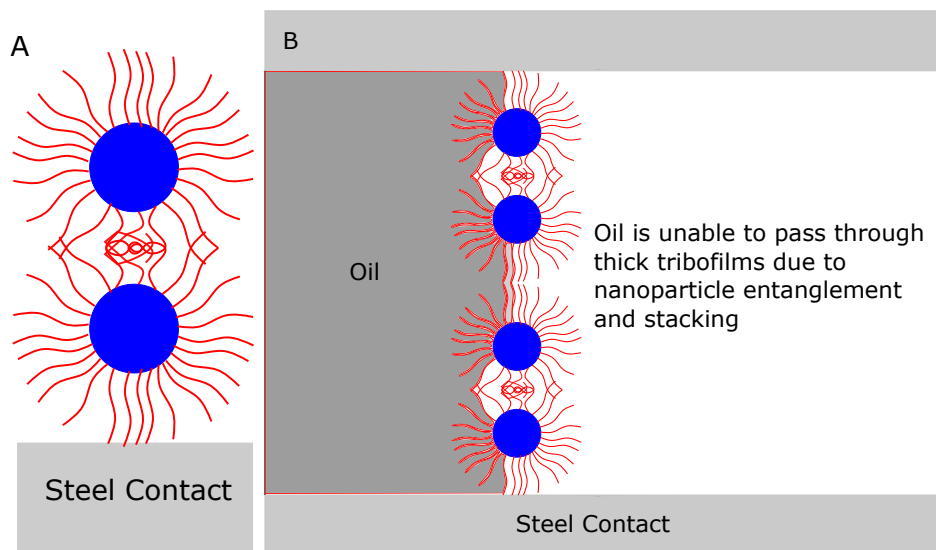 A
Steel Contact
B
Oil
Oil is unable to pass through
thick tribofilms due to
nanoparticle entanglement
and stacking
Steel Contact